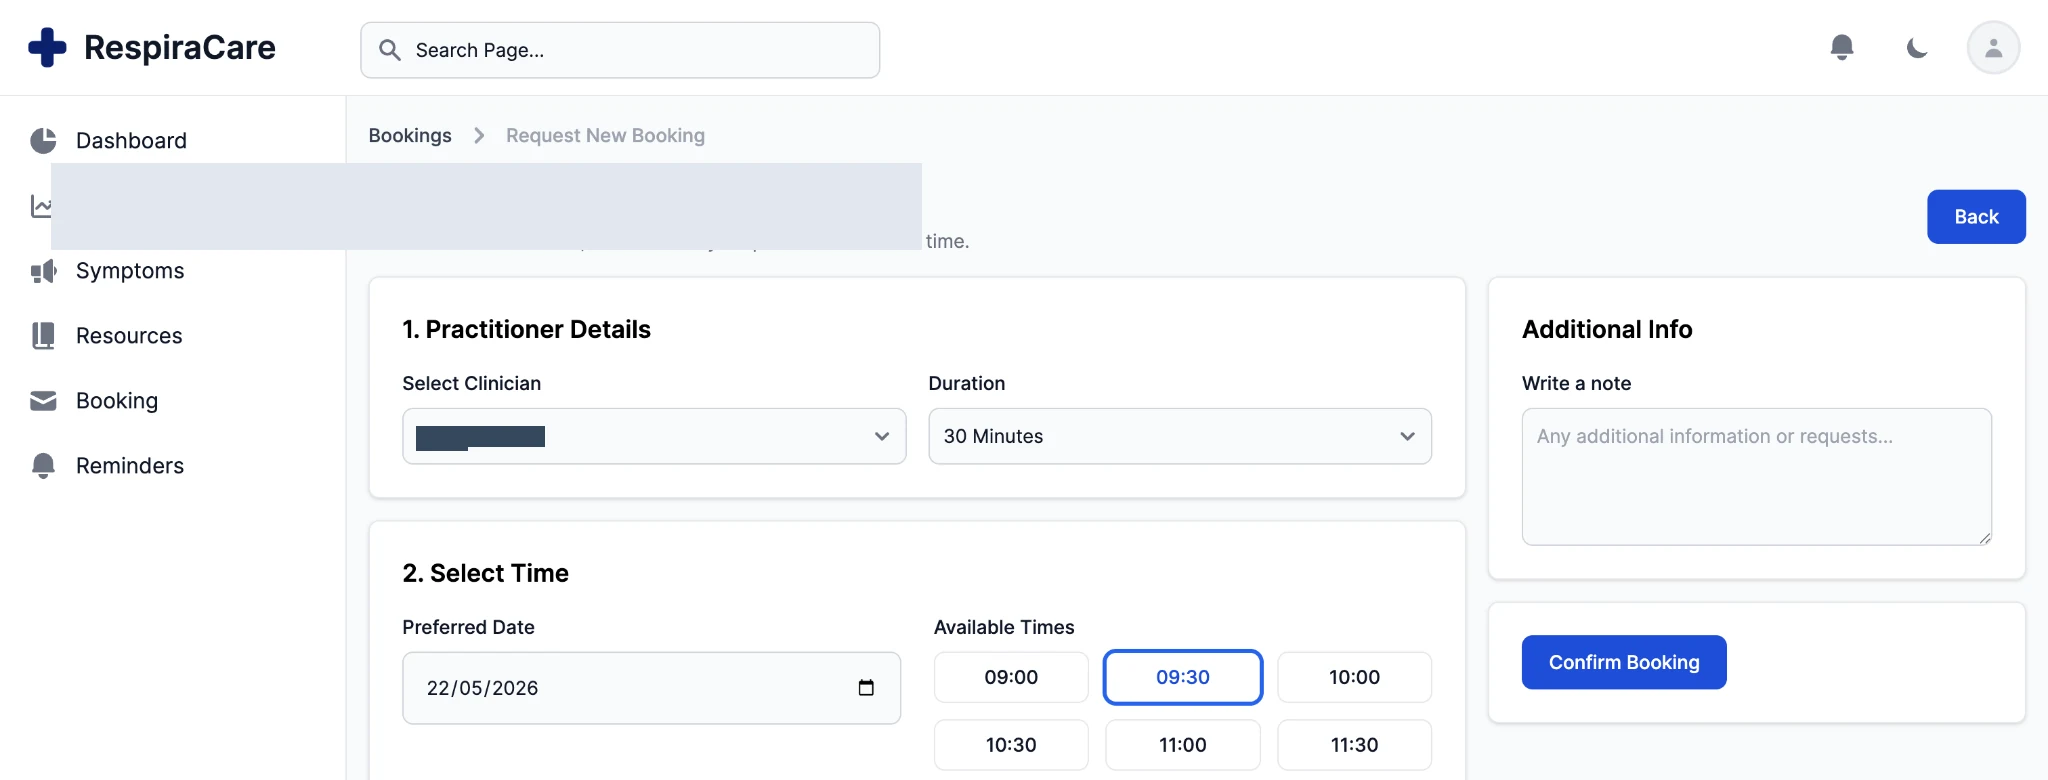 RespiraCare
Search Page...
Dashboard
Symptoms
Resources
Booking
Reminders
Bookings
Request New Booking
time.
Back
1. Practitioner Details
Select Clinician
Duration
30 Minutes
2. Select Time
Preferred Date
22/05/2026
Available Times
09:00
09:30
10:00
10:30
11:00
11:30
Additional Info
Write a note
Any additional information or requests...
Confirm Booking